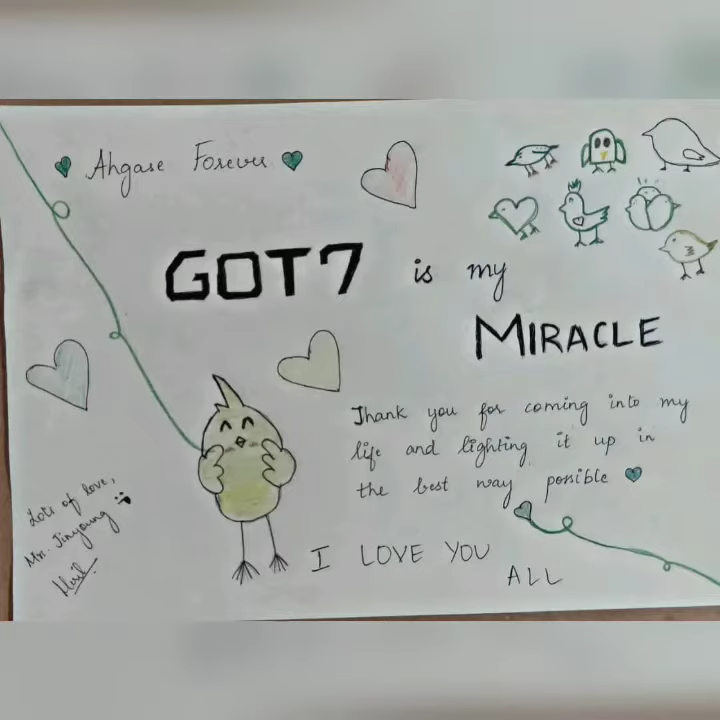 Ahgase Forever
GOT7 is my
MIRACLE
Thank you for coming into my
life and lighting it up in
the best way possible
I LOVE YOU
ALL
Lots of love,
Mrs. Jinyoung